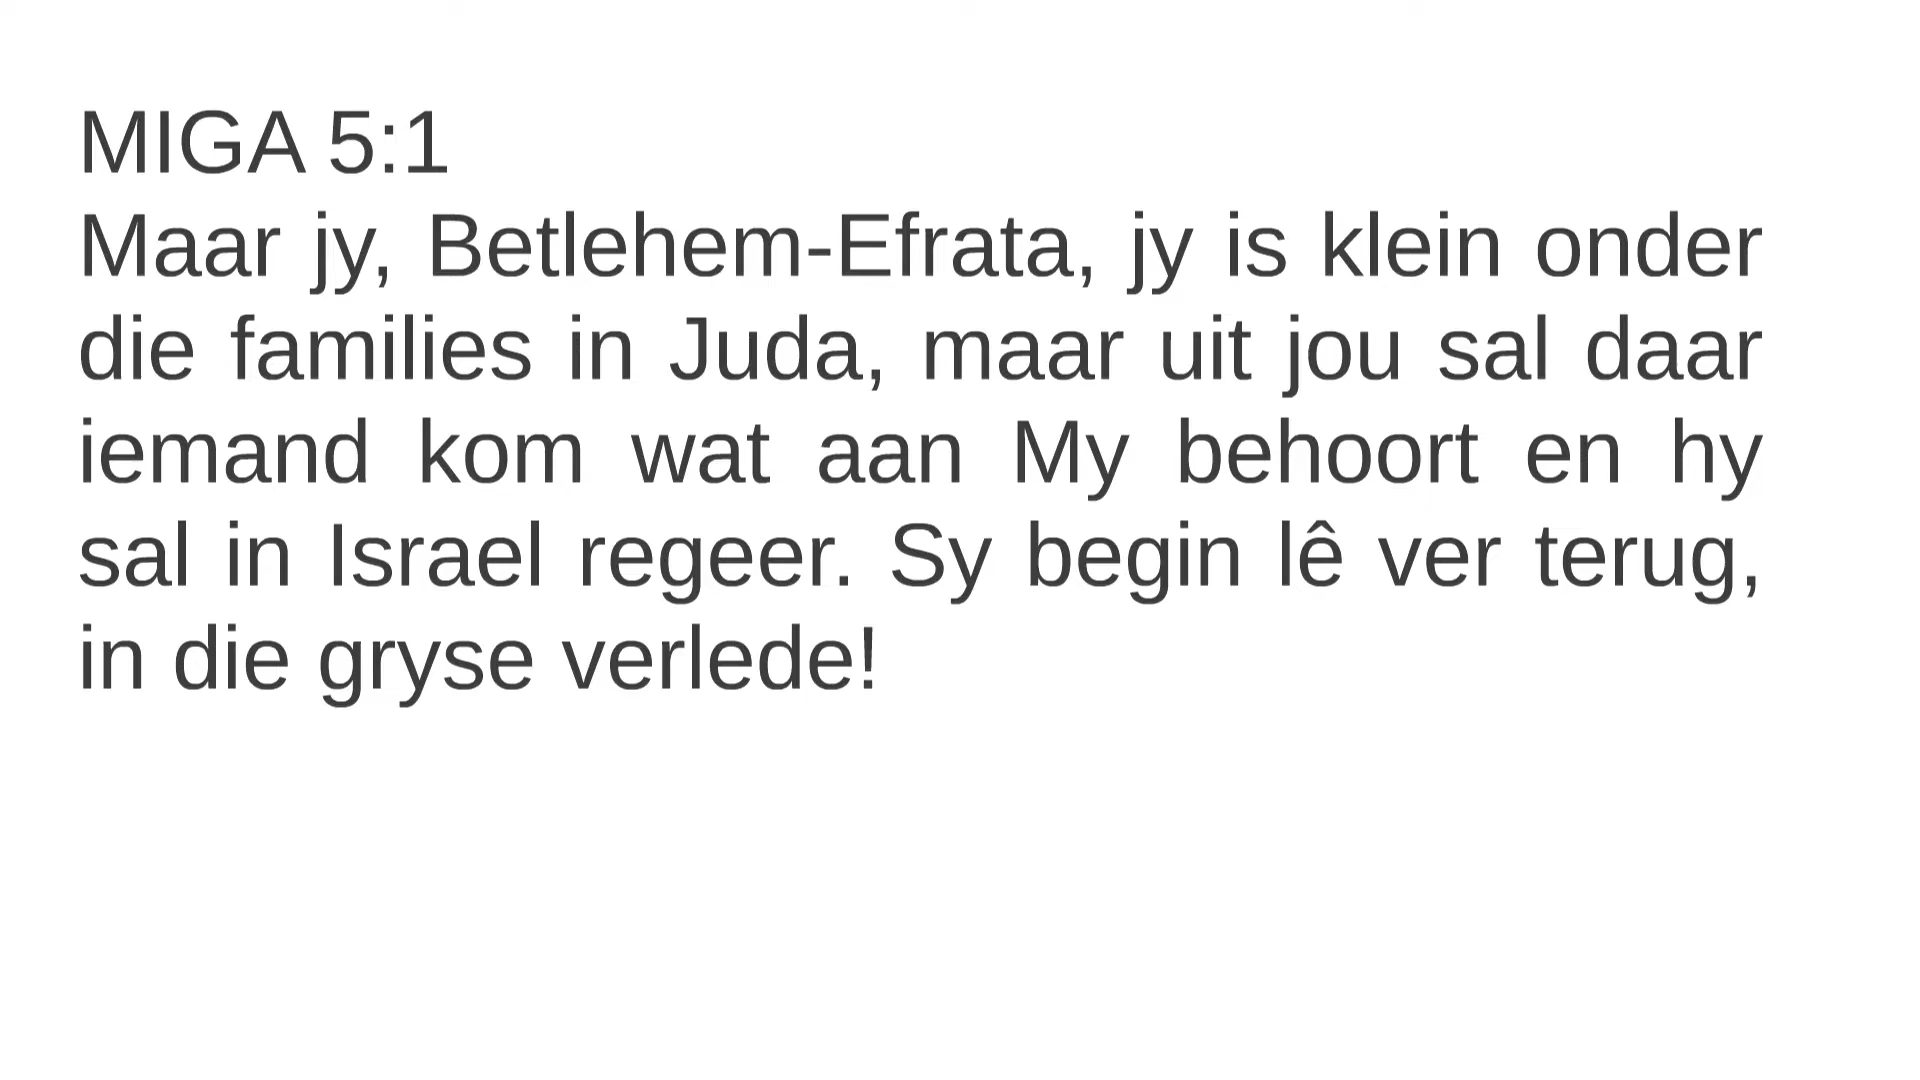 MIGA 5:1
Maar jy, Betlehem-Efrata, jy is klein onder
die families in Juda, maar uit jou sal daar
iemand kom wat aan My behoort en hy
sal in Israel regeer. Sy begin lê ver terug,
in die gryse verlede!